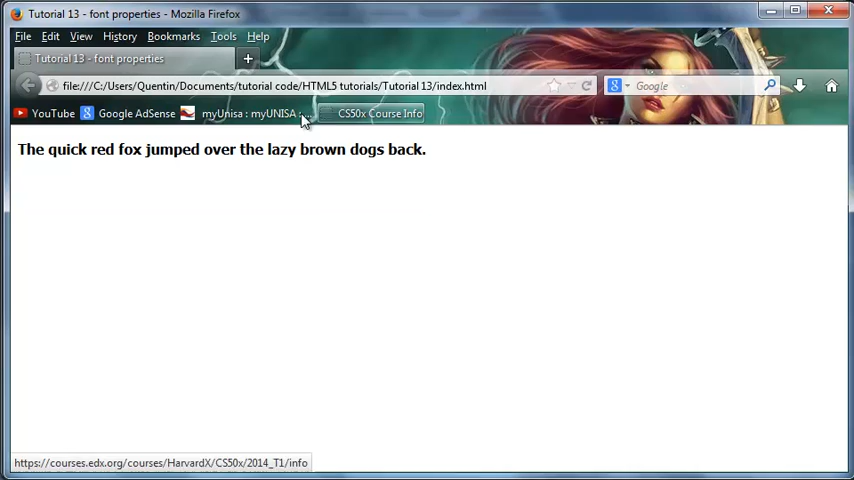 Tutorial 13 - font properties - Mozilla Firefox
File Edit View History Bookmarks Tools Help
Tutorial 13 - font properties
file:///C:/Users/Quentin/Documents/tutorial code/HTML5 tutorials/Tutorial 13/index.html Google
YouTube Google AdSense myUnisa : myUNISA : ... CS50x Course Info
The quick red fox jumped over the lazy brown dogs back.
https://courses.edx.org/courses/HarvardX/CS50x/2014_T1/info